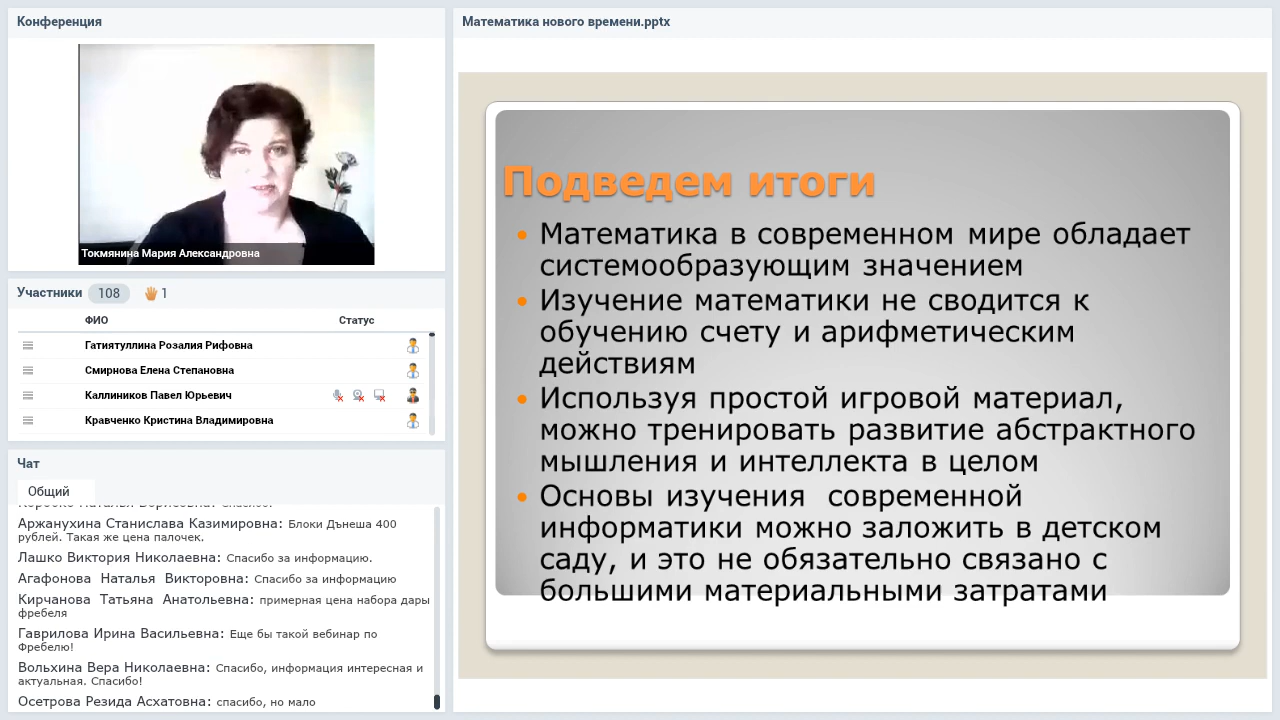 Конференция
Токмянина Мария Александровна
Участники 108 1
ФИО Статус
Гатиятуллина Розалия Рифовна
Смирнова Елена Степановна
Каллиников Павел Юрьевич
Кравченко Кристина Владимировна
Чат
Общий
Аржанухина Станислава Казимировна: Блоки Дънеша 400
рублей. Такая же цена палочек.
Лашко Виктория Николаевна: Спасибо за информацию.
Агафонова Наталья Викторовна: Спасибо за информацию
Кирчанова Татьяна Анатольевна: примерная цена набора дары
фребеля
Гаврилова Ирина Васильевна: Еще бы такой вебинар по
Фребелю!
Вольхина Вера Николаевна: Спасибо, информация интересная и
актуальная. Спасибо!
Осетрова Резида Асхатовна: спасибо, но мало
Математика нового времени.pptx
Подведем итоги
• Математика в современном мире обладает
системообразующим значением
• Изучение математики не сводится к
обучению счету и арифметическим
действиям
• Используя простой игровой материал,
можно тренировать развитие абстрактного
мышления и интеллекта в целом
• Основы изучения современной
информатики можно заложить в детском
саду, и это не обязательно связано с
большими материальными затратами